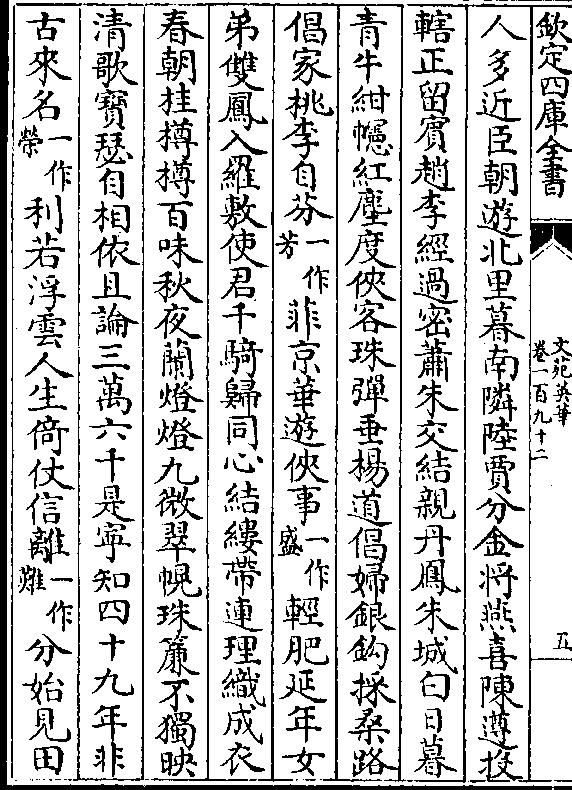 欽定四庫全書
文苑英華
卷一百九十二
五
人多近臣朝遊北里暮南隣陸賈分金将燕喜陳遵投
轄正留賓趙李經過密蕭朱交結親丹鳳朱城白日暮
青牛紺幰紅塵度俠客珠彈垂楊道倡婦銀鈎採桑路
倡家桃李自芬一作芳菲京華遊俠事一作盛輕肥延年女
弟雙鳳入羅敷使君千騎歸同心結縷帶連理織成衣
春朝桂樽樽百味秋夜蘭燈燈九微翠幌珠簾不獨映
清歌寶瑟自相依且論三萬六千是寧知四十九年非
古來名一作榮利若浮雲人生倚仗信離一作難分始見田